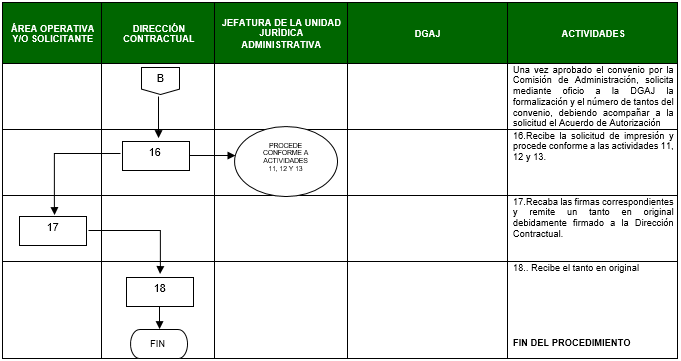 ÁREA OPERATIVA
Y/O SOLICITANTE
DIRECCIÓN
CONTRACTUAL
JEFATURA DE LA UNIDAD
JURÍDICA
ADMINISTRATIVA
DGAJ
ACTIVIDADES
B
Una vez aprobado el convenio por la
Comisión de Administración, solicita
mediante oficio a la DGAJ la
formalización y el número de tantos del
convenio, debiendo acompañar a la
solicitud el Acuerdo de Autorización
16
PROCEDE
CONFORME A
ACTIVIDADES
11, 12 Y 13
16.Recibe la solicitud de impresión y
procede conforme a las actividades 11,
12 y 13.
17
17.Recaba las firmas correspondientes
y remite un tanto en original
debidamente firmado a la Dirección
Contractual.
18
18.. Recibe el tanto en original
FIN
FIN DEL PROCEDIMIENTO